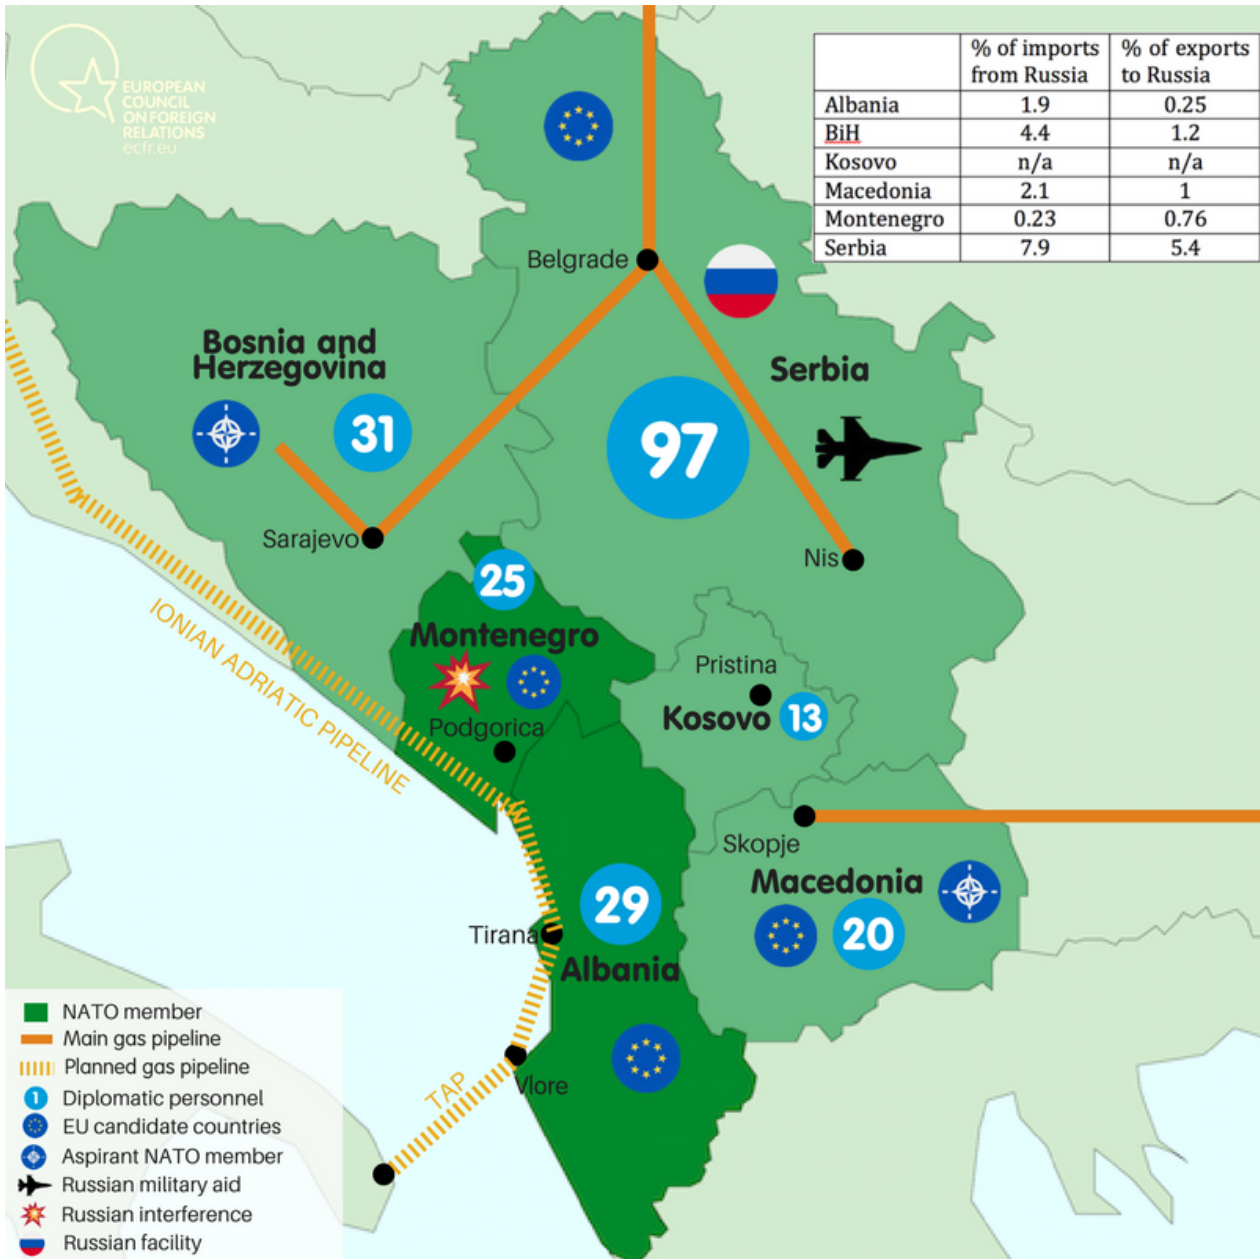 EUROPEAN
COUNCIL
ON FOREIGN
RELATIONS
ecfr.eu
% of imports % of exports
from Russia to Russia
Albania 1.9 0.25
BiH 4.4 1.2
Kosovo n/a n/a
Macedonia 2.1 1
Montenegro 0.23 0.76
Serbia 7.9 5.4
Belgrade
Bosnia and
Herzegovina
31
Serbia
97
Sarajevo
Nis
25
Montenegro
Podgorica
IONIAN ADRIATIC PIPELINE
Pristina
Kosovo 13
Skopje
Macedonia
20
29
Tirana
Albania
Vlore
TAP
NATO member
Main gas pipeline
Planned gas pipeline
1 Diplomatic personnel
EU candidate countries
Aspirant NATO member
Russian military aid
Russian interference
Russian facility